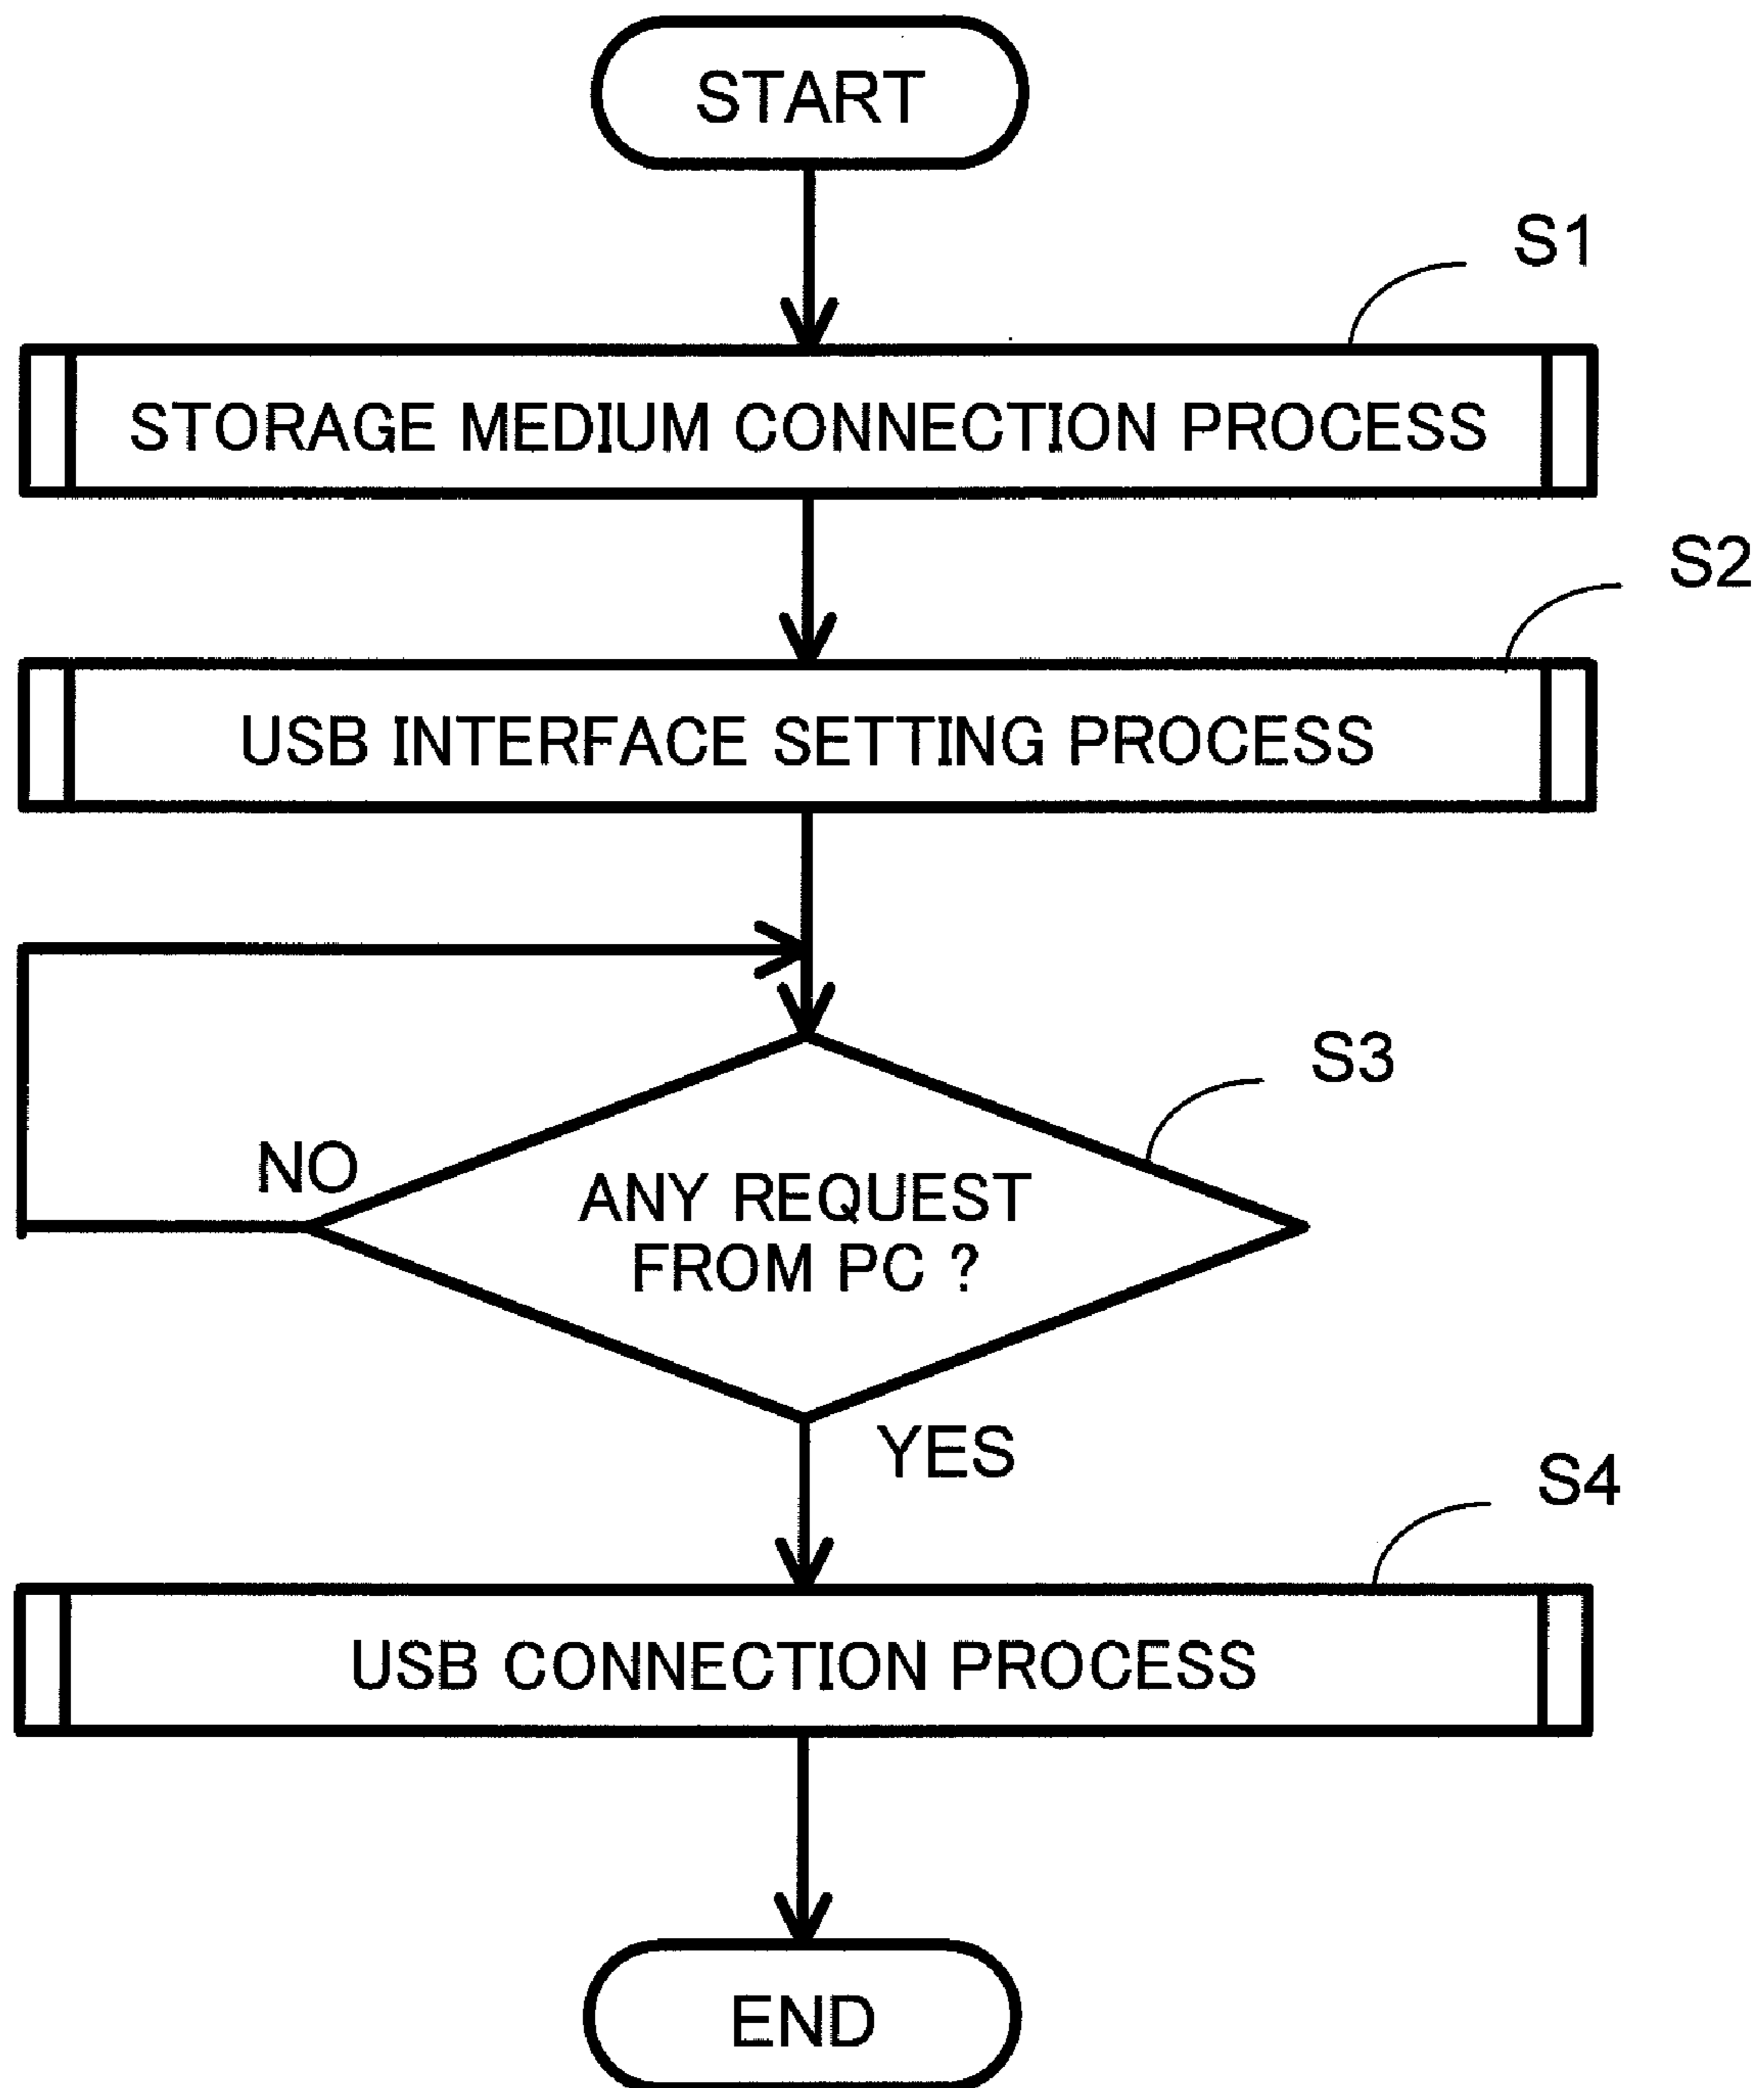 START
S1
STORAGE MEDIUM CONNECTION PROCESS
S2
USB INTERFACE SETTING PROCESS
S3
NO
ANY REQUEST
FROM PC ?
YES
S4
USB CONNECTION PROCESS
END